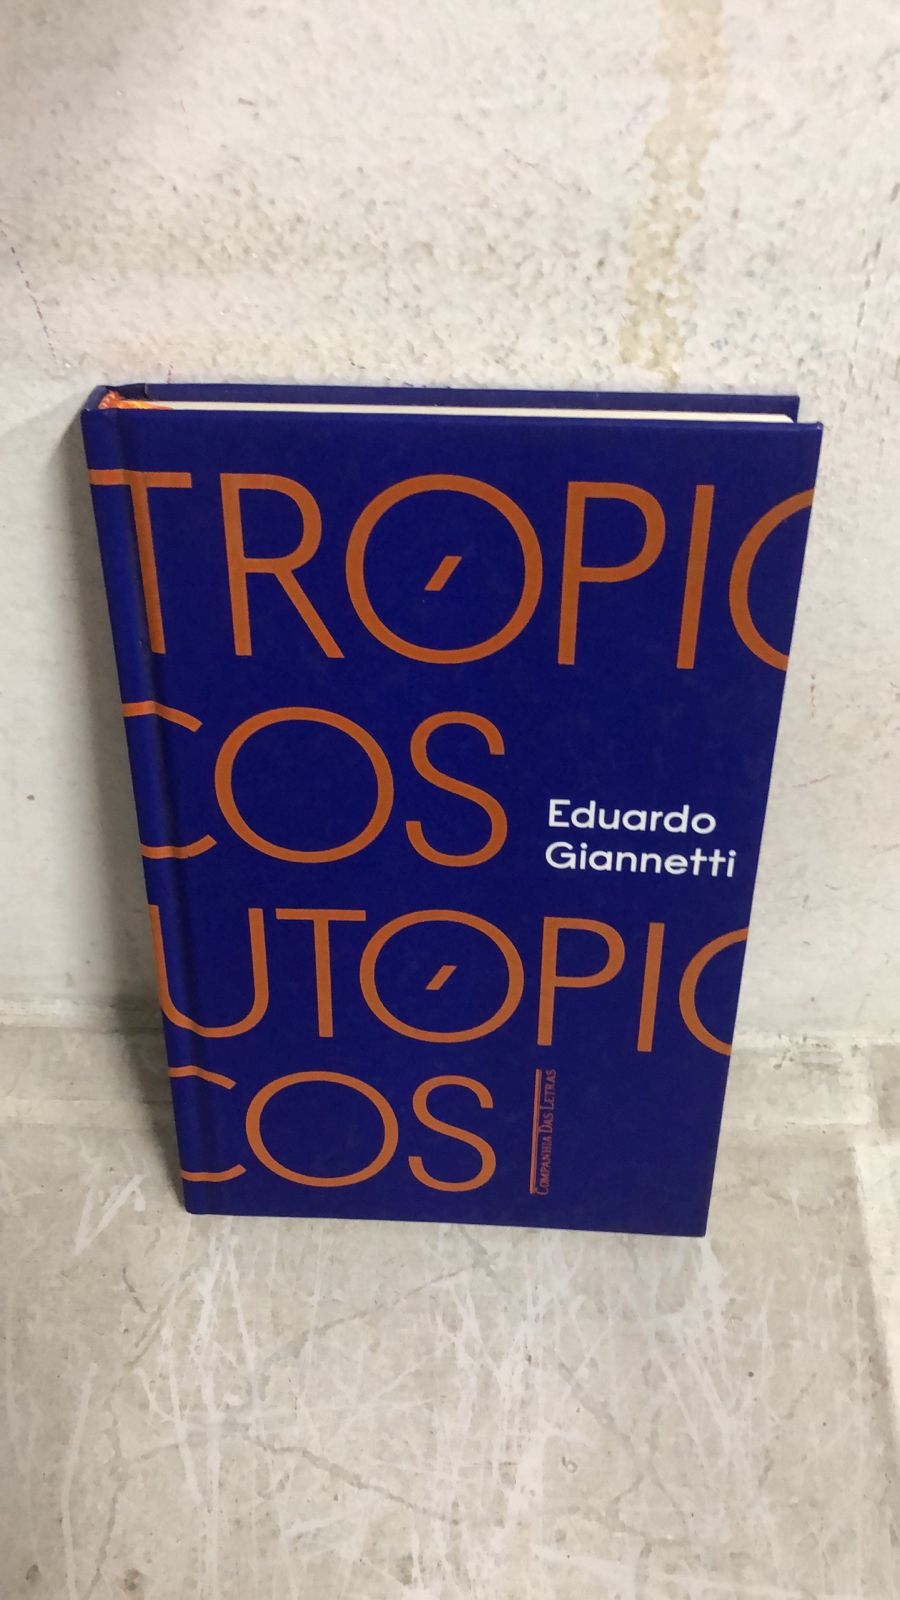 TRÓPIC
COS
Eduardo
Giannetti
UTÓPIC
COS
COMPANHIA DAS LETRAS